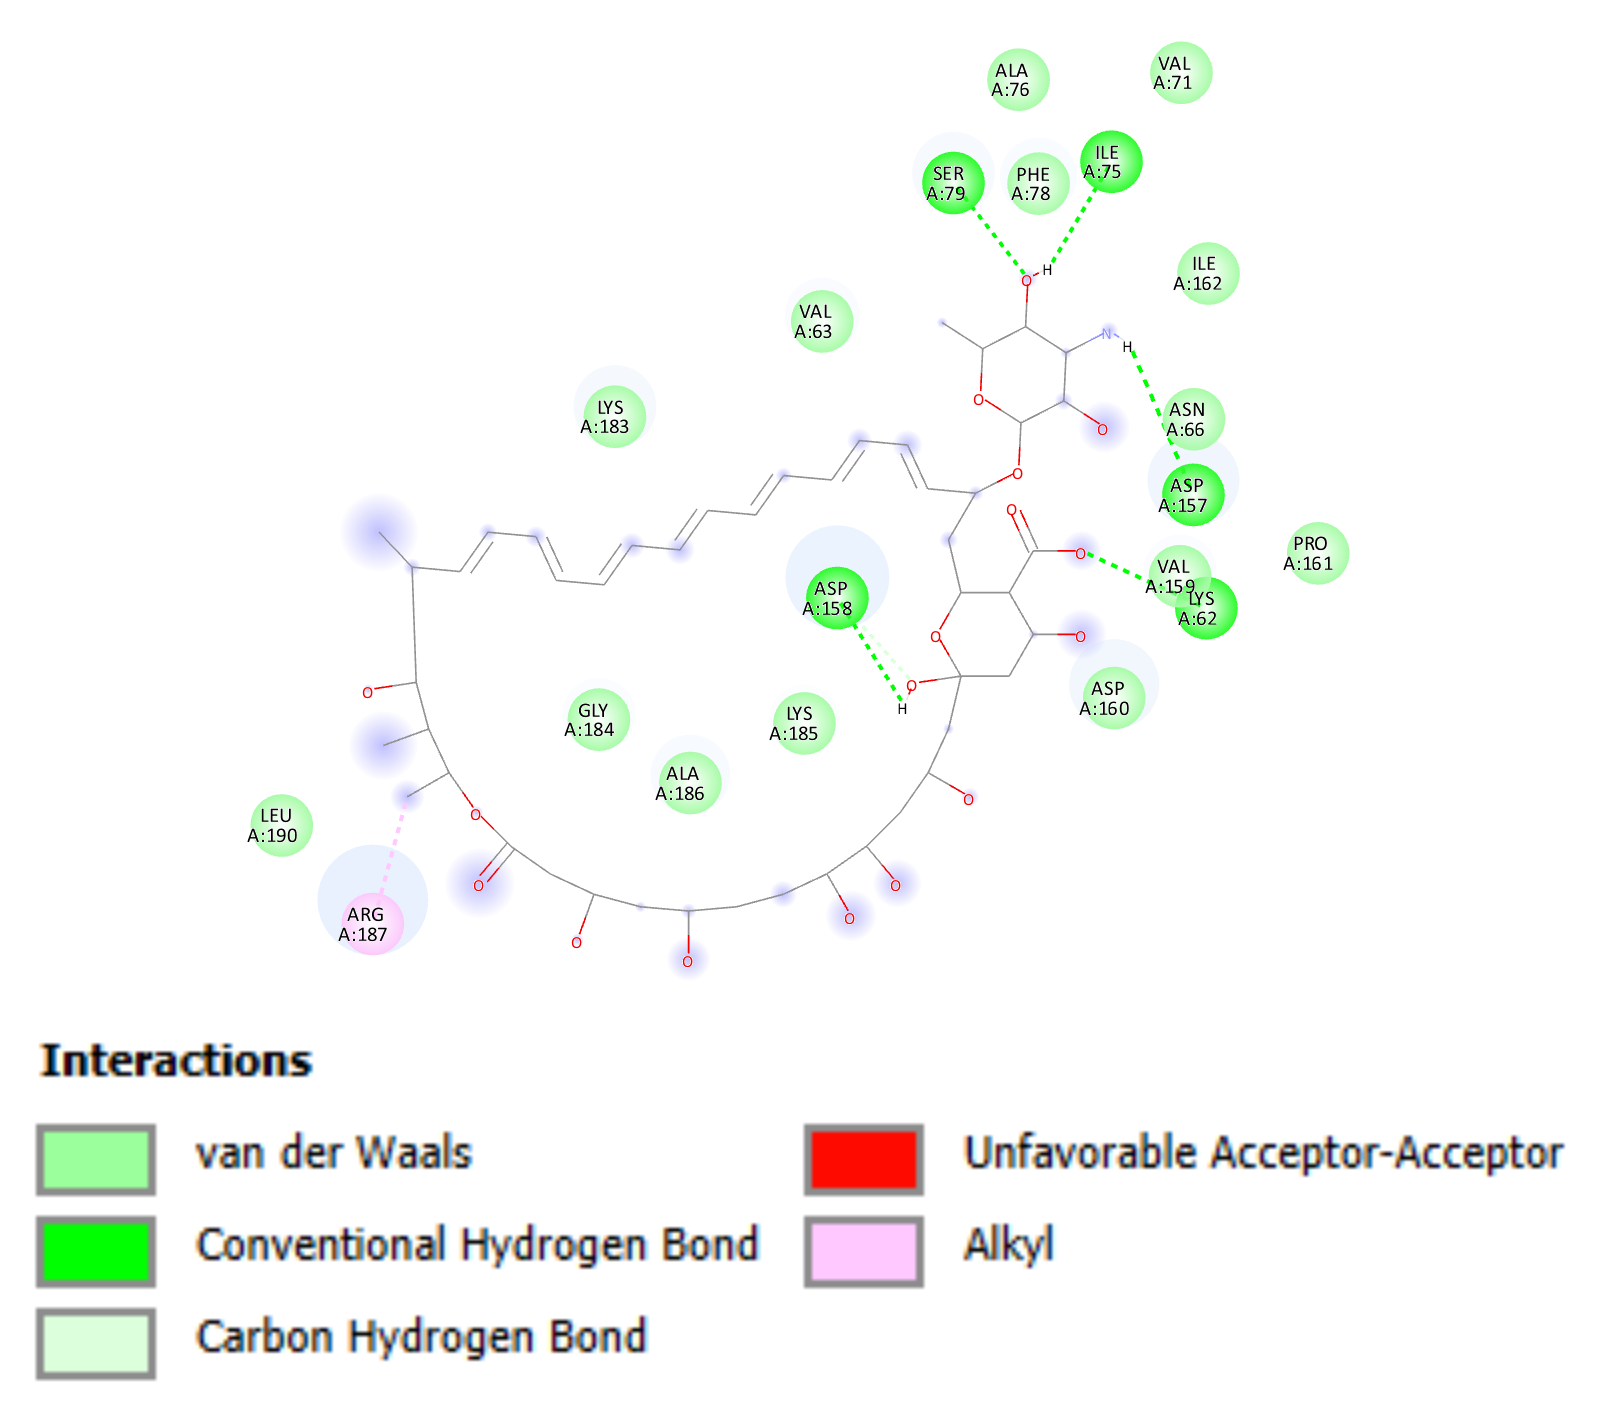 ALA
A:76
VAL
A:71
SER
A:79
PHE
A:78
ILE
A:75
ILE
A:162
O
H
VAL
A:63
N
H
O
LYS
A:183
ASN
A:66
O
O
ASP
A:157
O
O
PRO
A:161
VAL
A:159
ASP
A:158
LYS
A:62
O
O
O
H
ASP
A:160
O
GLY
A:184
LYS
A:185
ALA
A:186
O
LEU
A:190
O
O
O
ARG
A:187
O
O
O
Interactions
van der Waals
Conventional Hydrogen Bond
Carbon Hydrogen Bond
Unfavorable Acceptor-Acceptor
Alkyl